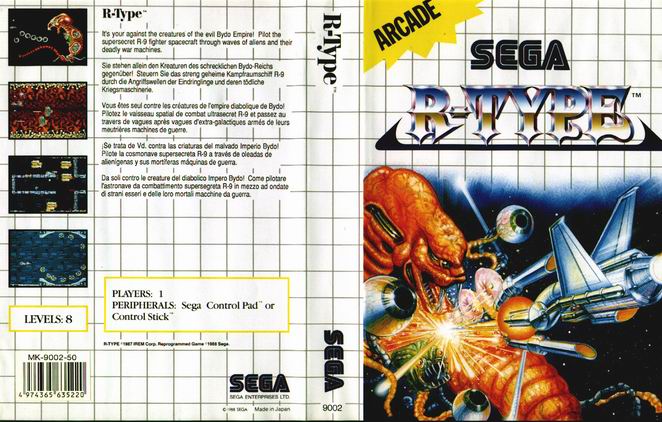 R-Type™
It's your against the creatures of the evil Bydo Empire! Pilot the
supersecret R-9 fighter spacecraft through waves of aliens and their
deadly war machines.
Sie stehen allein den Kreaturen des schrecklichen Bydo-Reichs
gegenüber! Steuern Sie das streng geheime Kampfraumschiff R-9
durch die Angriffswellen der Eindringlinge und deren tödliche
Kriegsmaschinerie.
Vous êtes seul contre les créatures de l'empire diabolique de Bydo!
Pilotez le vaisseau spatial de combat ultrasecret R-9 et passez au
travers de vagues après vagues d'extra-galactiques armés de leurs
meutrières machines de guerre.
¡Se trata de Vd. contra las criaturas del malvado Imperio Bydo!
Pilote la cosmonave supersecreta R-9 a través de oleadas de
alienígenas y sus mortíferas máquinas de guerra.
Da soli contro le creature del diabolico Impero Bydo! Come pilotare
l'astronave da combattimento supersegreta R-9 in mezzo ad ondate
di strani esseri e delle loro mortali macchine da guerra.
LEVELS: 8
PLAYERS: 1
PERIPHERALS: Sega Control Pad™ or
Control Stick™
R-TYPE ™1987 IREM Corp. Reprogrammed Game ©1988 Sega.
MK-9002-50
4 974365 635220
SEGA
SEGA ENTERPRISES LTD.
© 1988 SEGA Made in Japan
R-Type™
SEGA
9002
ARCADE
SEGA
R-TYPE™